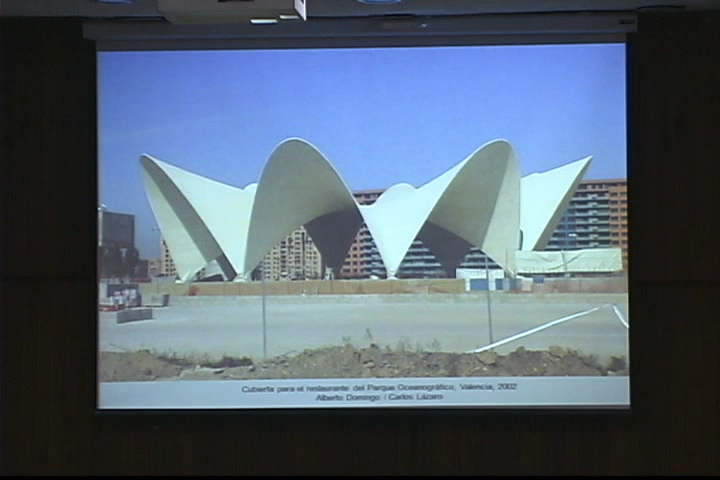 Cubierta para el restaurante del Parque Oceanográfico, Valencia, 2002
Alberto Domingo / Carlos Lázaro